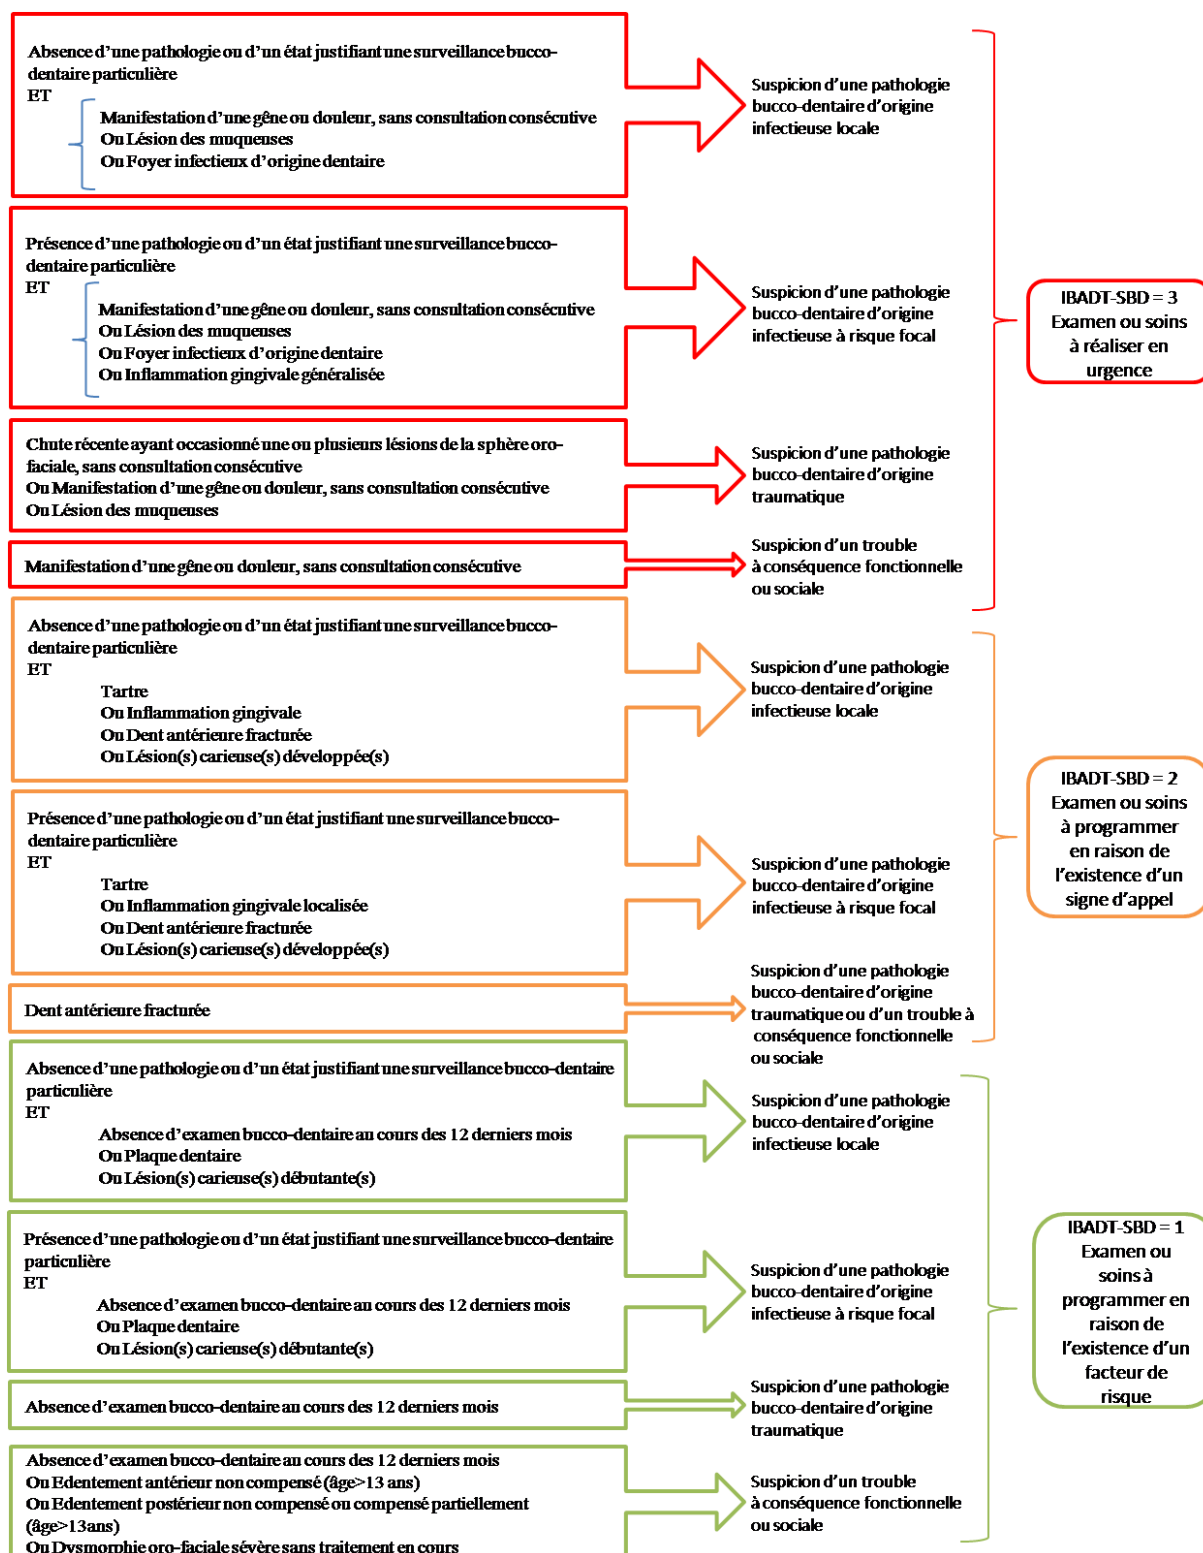 Absence d'une pathologie ou d'un état justifiant une surveillance bucco-
dentaire particulière
ET
Manifestation d'une gêne ou douleur, sans consultation consécutive
Ou Lésion des muqueuses
Ou Foyer infectieux d'origine dentaire
Suspicion d'une pathologie
bucco-dentaire d'origine
infectieuse locale
Présence d'une pathologie ou d'un état justifiant une surveillance bucco-
dentaire particulière
ET
Manifestation d'une gêne ou douleur, sans consultation consécutive
Ou Lésion des muqueuses
Ou Foyer infectieux d'origine dentaire
Ou Inflammation gingivale généralisée
Suspicion d'une pathologie
bucco-dentaire d'origine
infectieuse à risque focal
Chute récente ayant occasionné une ou plusieurs lésions de la sphère oro-
faciale, sans consultation consécutive
Ou Manifestation d'une gêne ou douleur, sans consultation consécutive
Ou Lésion des muqueuses
Suspicion d'une pathologie
bucco-dentaire d'origine
traumatique
Manifestation d'une gêne ou douleur, sans consultation consécutive
Suspicion d'un trouble
à conséquence fonctionnelle
ou sociale
IBADT-SBD = 3
Examen ou soins
à réaliser en
urgence
Absence d'une pathologie ou d'un état justifiant une surveillance bucco-
dentaire particulière
ET
Tartre
Ou Inflammation gingivale
Ou Dent antérieure fracturée
Ou Lésion(s) carieuse(s) développée(s)
Suspicion d'une pathologie
bucco-dentaire d'origine
infectieuse locale
Présence d'une pathologie ou d'un état justifiant une surveillance bucco-
dentaire particulière
ET
Tartre
Ou Inflammation gingivale localisée
Ou Dent antérieure fracturée
Ou Lésion(s) carieuse(s) développée(s)
Suspicion d'une pathologie
bucco-dentaire d'origine
infectieuse à risque focal
Dent antérieure fracturée
Suspicion d'une pathologie
bucco-dentaire d'origine
traumatique ou d'un trouble à
conséquence fonctionnelle
ou sociale
IBADT-SBD = 2
Examen ou soins
à programmer
en raison de
l'existence d'un
signe d'appel
Absence d'une pathologie ou d'un état justifiant une surveillance bucco-dentaire
particulière
ET
Absence d'examen bucco-dentaire au cours des 12 derniers mois
Ou Plaque dentaire
Ou Lésion(s) carieuse(s) débutante(s)
Suspicion d'une pathologie
bucco-dentaire d'origine
infectieuse locale
Présence d'une pathologie ou d'un état justifiant une surveillance bucco-dentaire
particulière
ET
Absence d'examen bucco-dentaire au cours des 12 derniers mois
Ou Plaque dentaire
Ou Lésion(s) carieuse(s) débutante(s)
Suspicion d'une pathologie
bucco-dentaire d'origine
infectieuse à risque focal
Absence d'examen bucco-dentaire au cours des 12 derniers mois
Suspicion d'une pathologie
bucco-dentaire d'origine
traumatique
Absence d'examen bucco-dentaire au cours des 12 derniers mois
Ou Edentement antérieur non compensé (âge>13 ans)
Ou Edentement postérieur non compensé ou compensé partiellement
(âge>13ans)
Ou Dysmorphie oro-faciale sévère sans traitement en cours
Suspicion d'un trouble
à conséquence fonctionnelle
ou sociale
IBADT-SBD = 1
Examen ou
soins à
programmer en
raison de
l'existence d'un
facteur de
risque